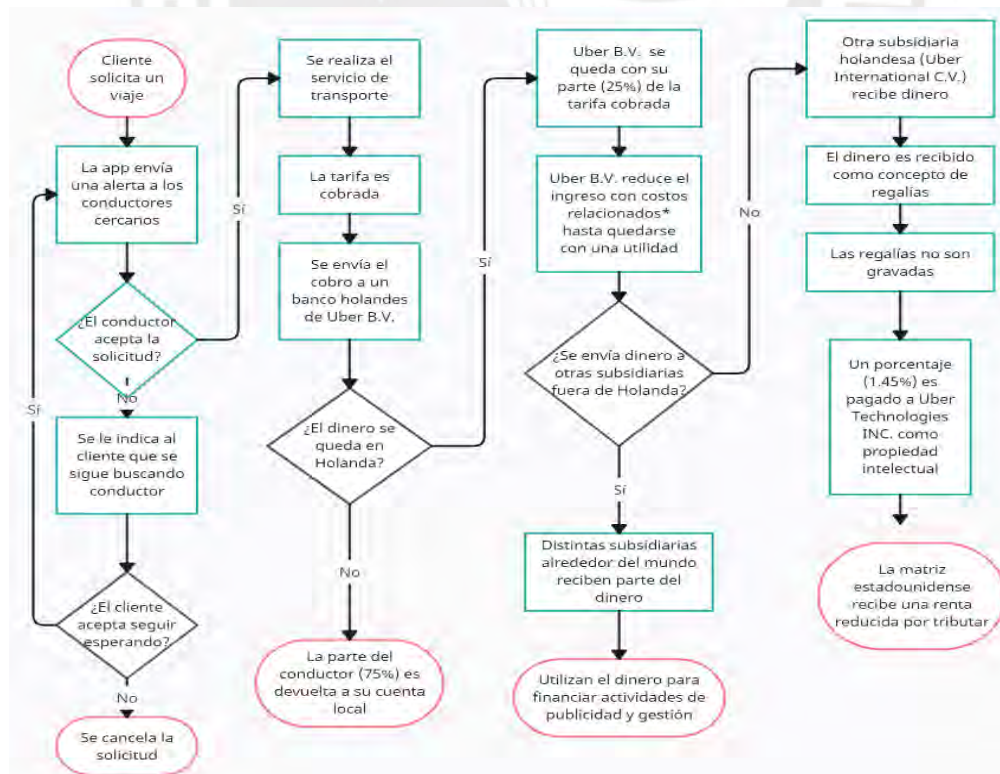 Cliente
solicita un
viaje
La app envía
una alerta a los
conductores
cercanos
¿El conductor
acepta la
solicitud?
Sí
No
Se le indica al
cliente que se
sigue buscando
conductor
¿El cliente
acepta seguir
esperando?
Sí
No
Se cancela la
solicitud
Se realiza el
servicio de
transporte
La tarifa es
cobrada
Se envía el
cobro a un
banco holandes
de Uber B.V.
¿El dinero se
queda en
Holanda?
Sí
No
La parte del
conductor (75%) es
devuelta a su cuenta
local
Uber B.V. se
queda con su
parte (25%) de la
tarifa cobrada
Uber B.V. reduce el
ingreso con costos
relacionados*
hasta quedarse
con una utilidad
¿Se envía dinero a
otras subsidiarias
fuera de Holanda?
No
Sí
Distintas subsidiarias
alrededor del mundo
reciben parte del
dinero
Utilizan el dinero para
financiar actividades de
publicidad y gestión
Otra subsidiaria
holandesa (Uber
International C.V.)
recibe dinero
El dinero es recibido
como concepto de
regalías
Las regalías no son
gravadas
Un porcentaje
(1.45%) es
pagado a Uber
Technologies
INC. como
propiedad
intelectual
La matriz
estadounidense
recibe una renta
reducida por tributar